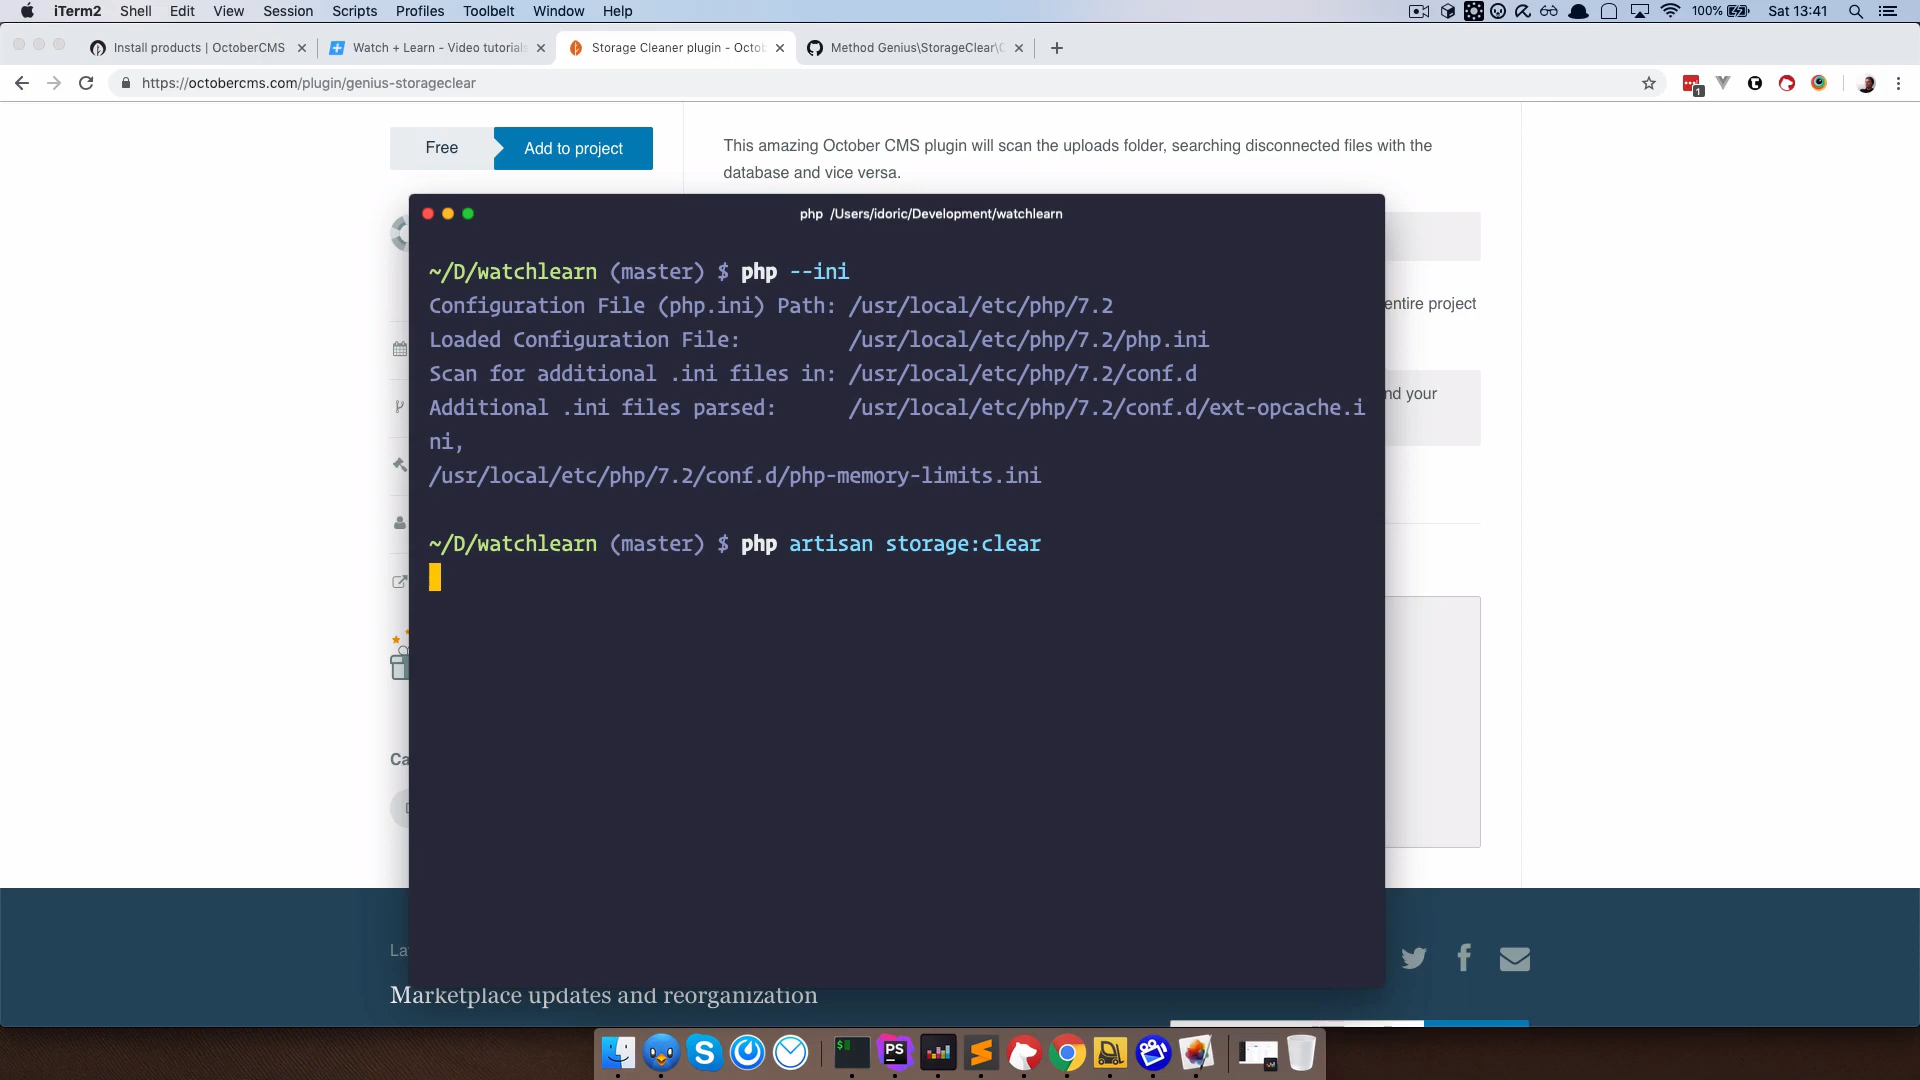 iTerm2 Shell Edit View Session Scripts Profiles Toolbelt Window Help 100% Sat 13:41
Install products | OctoberCMS Watch + Learn - Video tutorials Storage Cleaner plugin - Octob Method Genius\StorageClear\C
https://octobercms.com/plugin/genius-storageclear 1
Free Add to project
This amazing October CMS plugin will scan the uploads folder, searching disconnected files with the
database and vice versa.
php /Users/idoric/Development/watchlearn
~/D/watchlearn (master) $ php --ini
Configuration File (php.ini) Path: /usr/local/etc/php/7.2
entire project
Loaded Configuration File: /usr/local/etc/php/7.2/php.ini
Scan for additional .ini files in: /usr/local/etc/php/7.2/conf.d
nd your
Additional .ini files parsed: /usr/local/etc/php/7.2/conf.d/ext-opcache.i
ni,
/usr/local/etc/php/7.2/conf.d/php-memory-limits.ini
~/D/watchlearn (master) $ php artisan storage:clear
Ca
La
Marketplace updates and reorganization
$ PS S